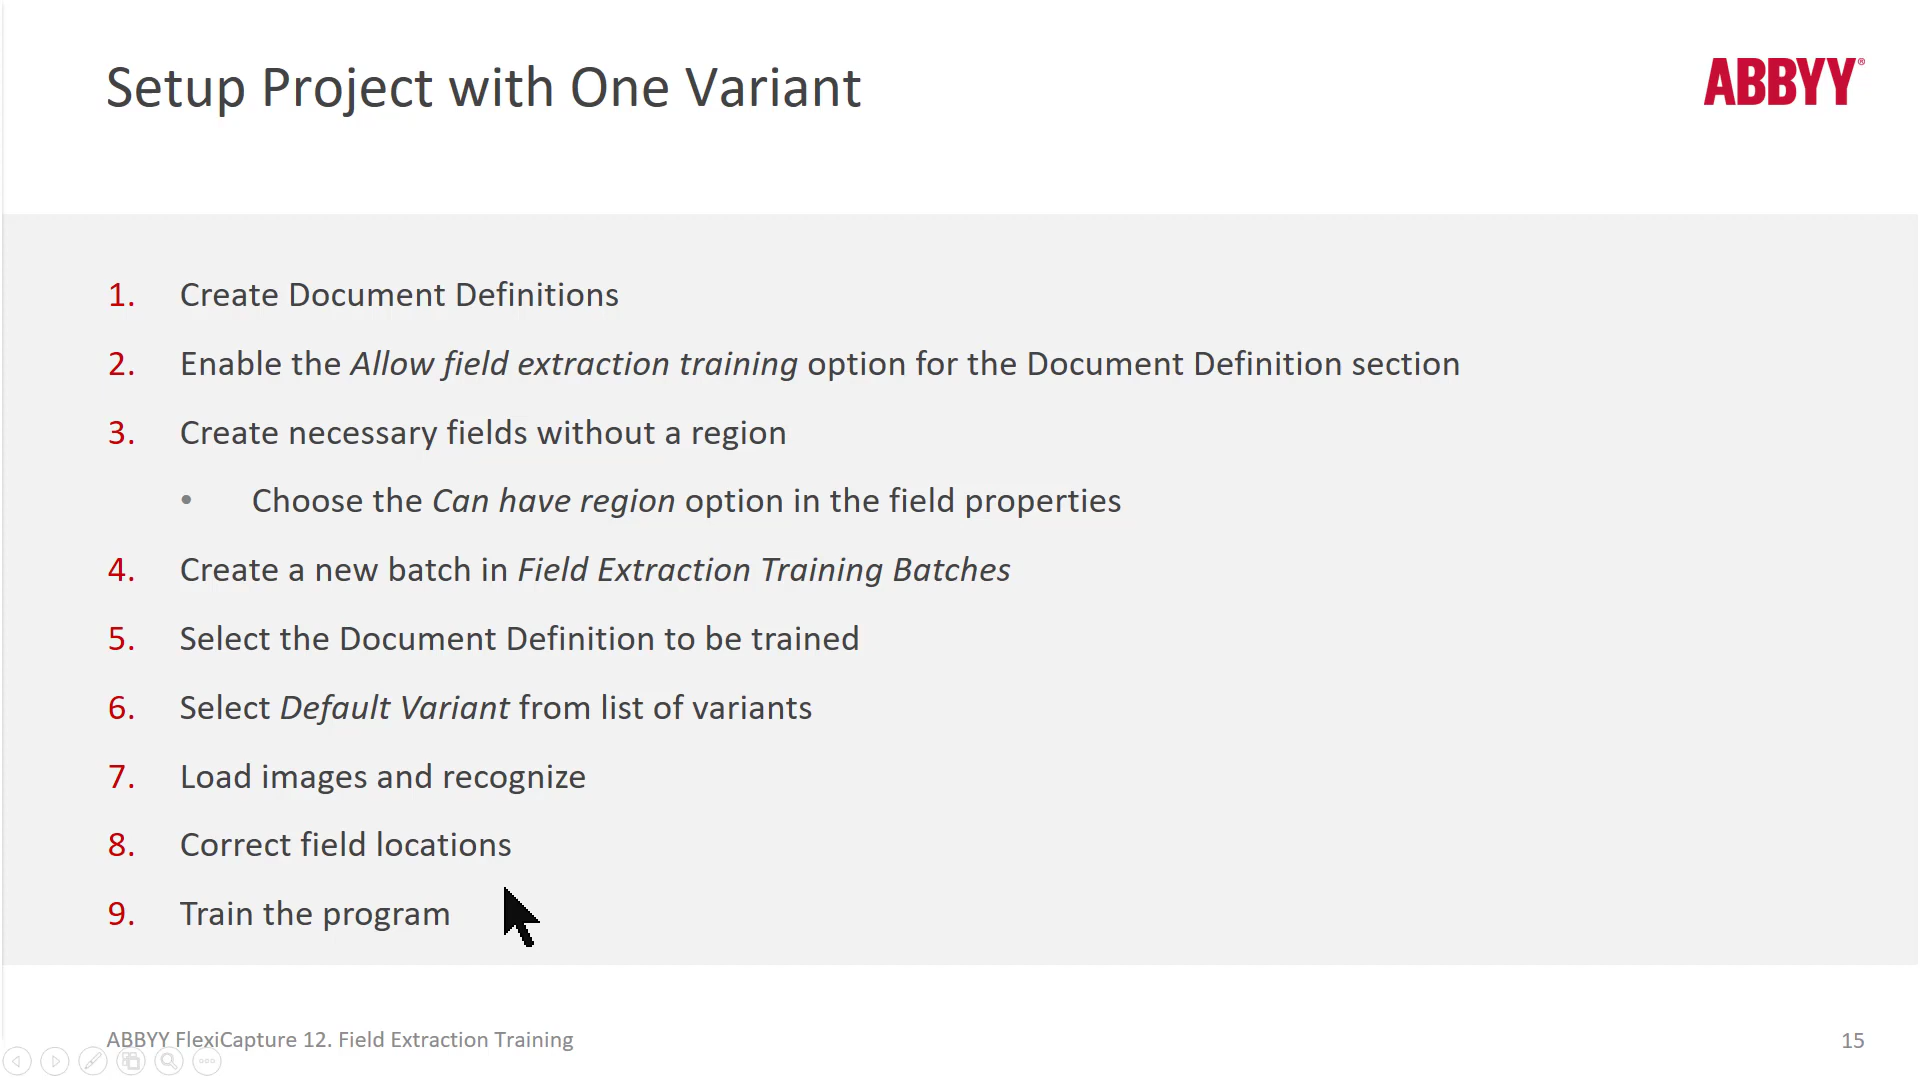 Setup Project with One Variant
ABBYY®
1. Create Document Definitions
2. Enable the Allow field extraction training option for the Document Definition section
3. Create necessary fields without a region
• Choose the Can have region option in the field properties
4. Create a new batch in Field Extraction Training Batches
5. Select the Document Definition to be trained
6. Select Default Variant from list of variants
7. Load images and recognize
8. Correct field locations
9. Train the program
ABBYY FlexiCapture 12. Field Extraction Training
15